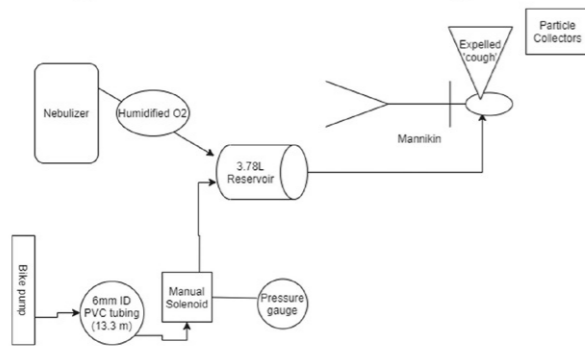 Particle
Collectors
Expelled
'cough'
Nebulizer
Humidified O2
Mannikin
3.78L
Reservoir
Bike pump
6mm ID
PVC tubing
(13.3 m)
Manual
Solenoid
Pressure
gauge